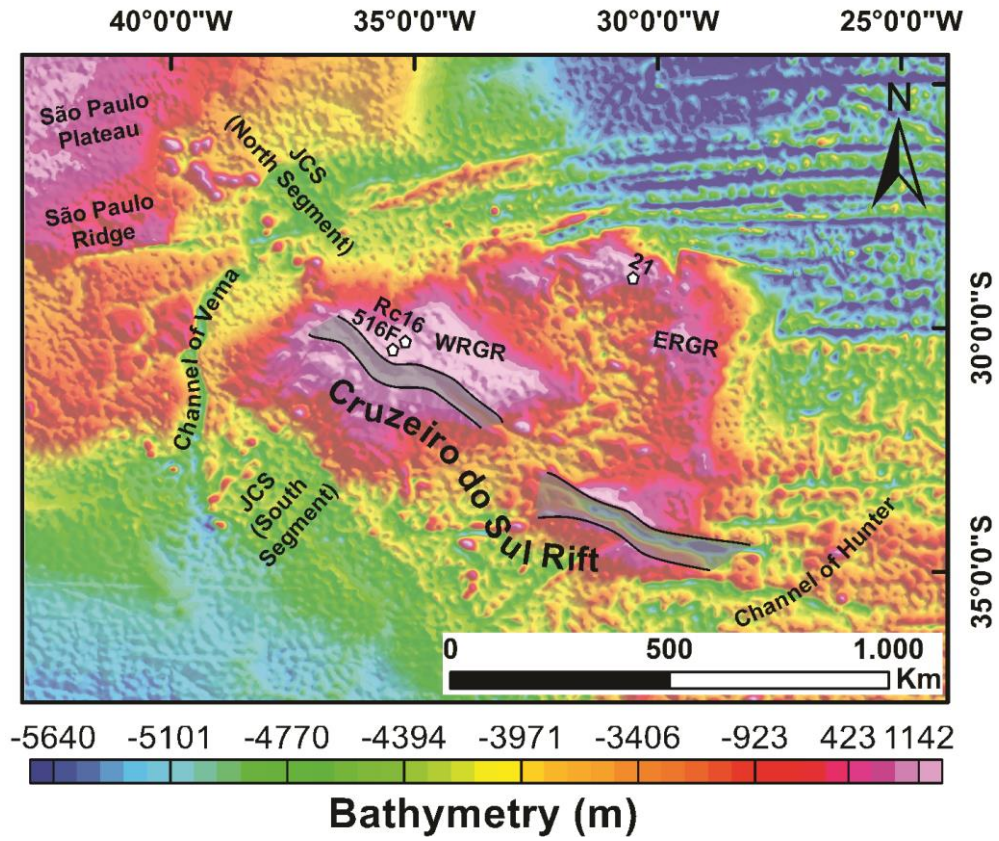 40°0'0"W 35°0'0"W 30°0'0"W 25°0'0"W
São Paulo
Plateau
São Paulo
Ridge
JCS
(North Segment)
N
Channel of Vema
21
Rc16
516F
WRGR
ERGR
30°0'0"S
Cruzeiro do Sul Rift
JCS
(South
Segment)
Channel of Hunter
35°0'0"S
0 500 1.000
Km
-5640 -5101 -4770 -4394 -3971 -3406 -923 423 1142
Bathymetry (m)